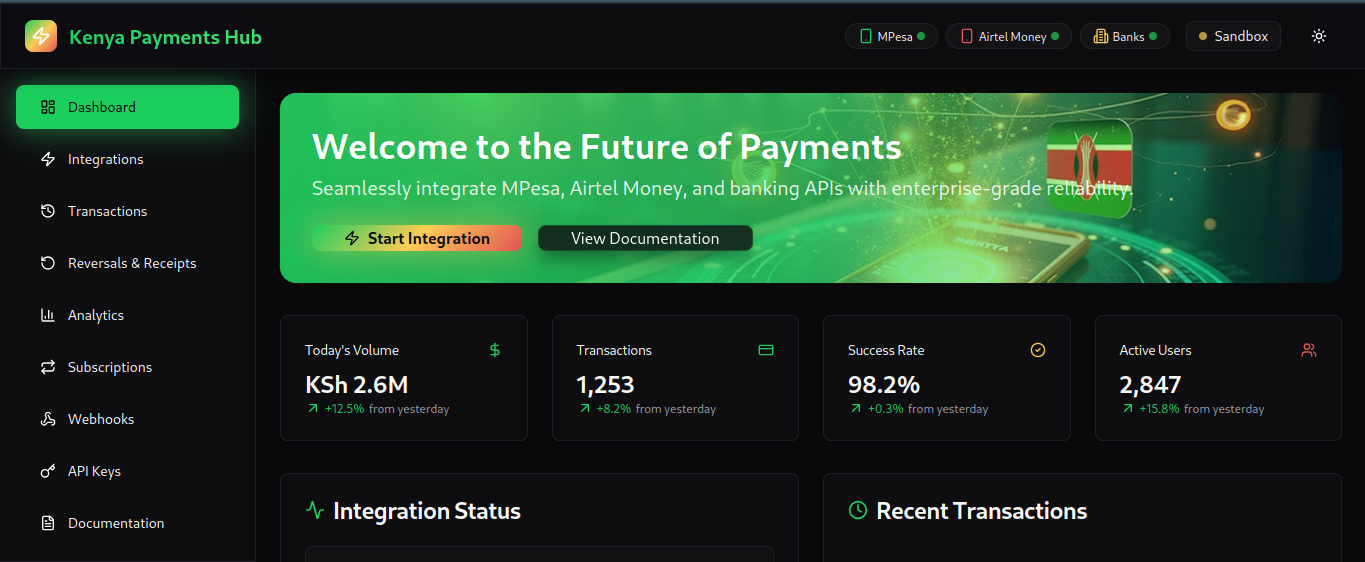 Kenya Payments Hub
MPesa
Airtel Money
Banks
Sandbox
Dashboard
Integrations
Transactions
Reversals & Receipts
Analytics
Subscriptions
Webhooks
API Keys
Documentation
Welcome to the Future of Payments
Seamlessly integrate MPesa, Airtel Money, and banking APIs with enterprise-grade reliability.
Start Integration
View Documentation
Today's Volume
$
KSh 2.6M
+12.5% from yesterday
Transactions
1,253
+8.2% from yesterday
Success Rate
98.2%
+0.3% from yesterday
Active Users
2,847
+15.8% from yesterday
Integration Status
Recent Transactions